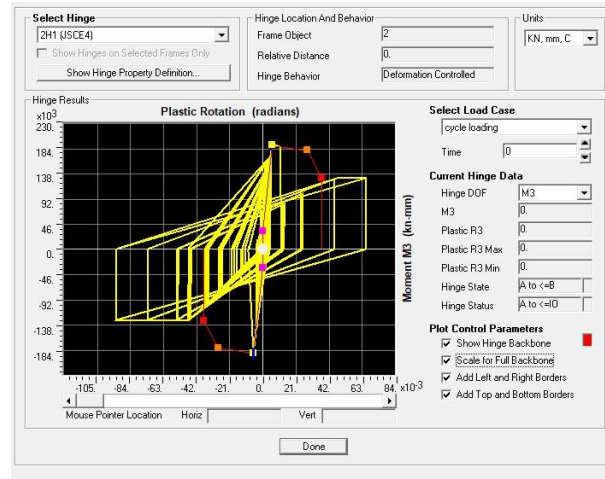 Select Hinge
2H1 (JSCE4)
Show Hinges on Selected Frames Only
Show Hinge Property Definition...
Hinge Location And Behavior
Frame Object 2
Relative Distance 0.
Hinge Behavior Deformation Controlled
Units
KN, mm, C
Hinge Results
Plastic Rotation (radians)
x10³
230.
184.
138.
92.
46.
0.
-46.
-92.
-138.
-184.
-105. -84. -63. -42. -21. 0. 21. 42. 63. 84. x10-3
Moment M3 (kn-mm)
Mouse Pointer Location Horiz Vert
Select Load Case
cycle loading
Time 0
Current Hinge Data
Hinge DOF M3
M3 0.
Plastic R3 0.
Plastic R3 Max 0.
Plastic R3 Min 0.
Hinge State A to <=B
Hinge Status A to <=IO
Plot Control Parameters
Show Hinge Backbone
Scale for Full Backbone
Add Left and Right Borders
Add Top and Bottom Borders
Done